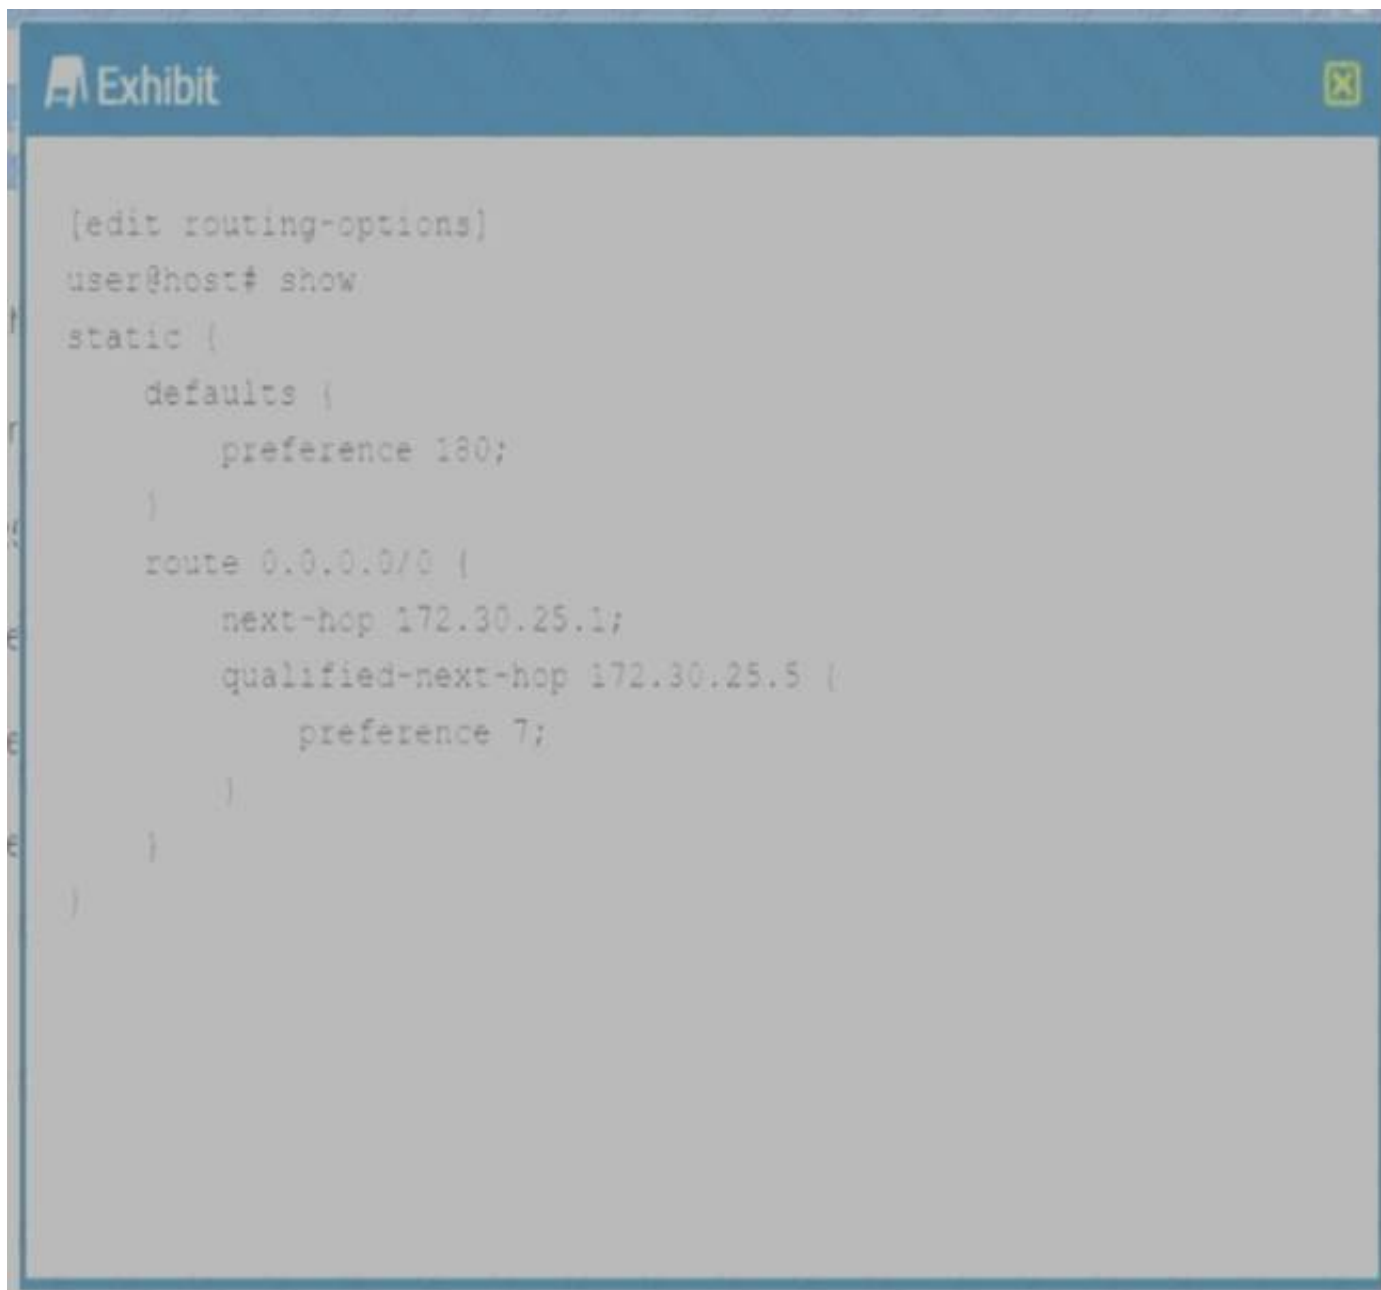 Exhibit
[edit routing-options]
user@host# show
static {
defaults {
preference 180;
}
route 0.0.0.0/0 {
next-hop 172.30.25.1;
qualified-next-hop 172.30.25.5 {
preference 7;
}
}
}